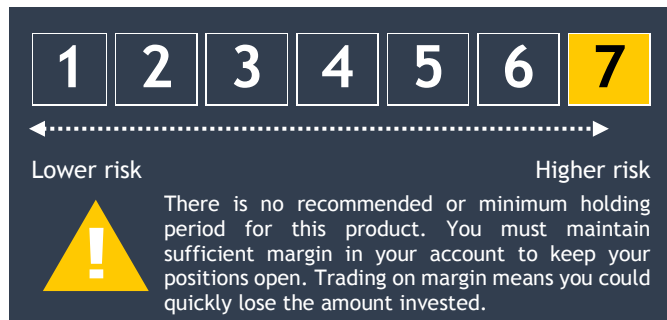 1 2 3 4 5 6 7
Lower risk Higher risk
There is no recommended or minimum holding
period for this product. You must maintain
sufficient margin in your account to keep your
positions open. Trading on margin means you could
quickly lose the amount invested.